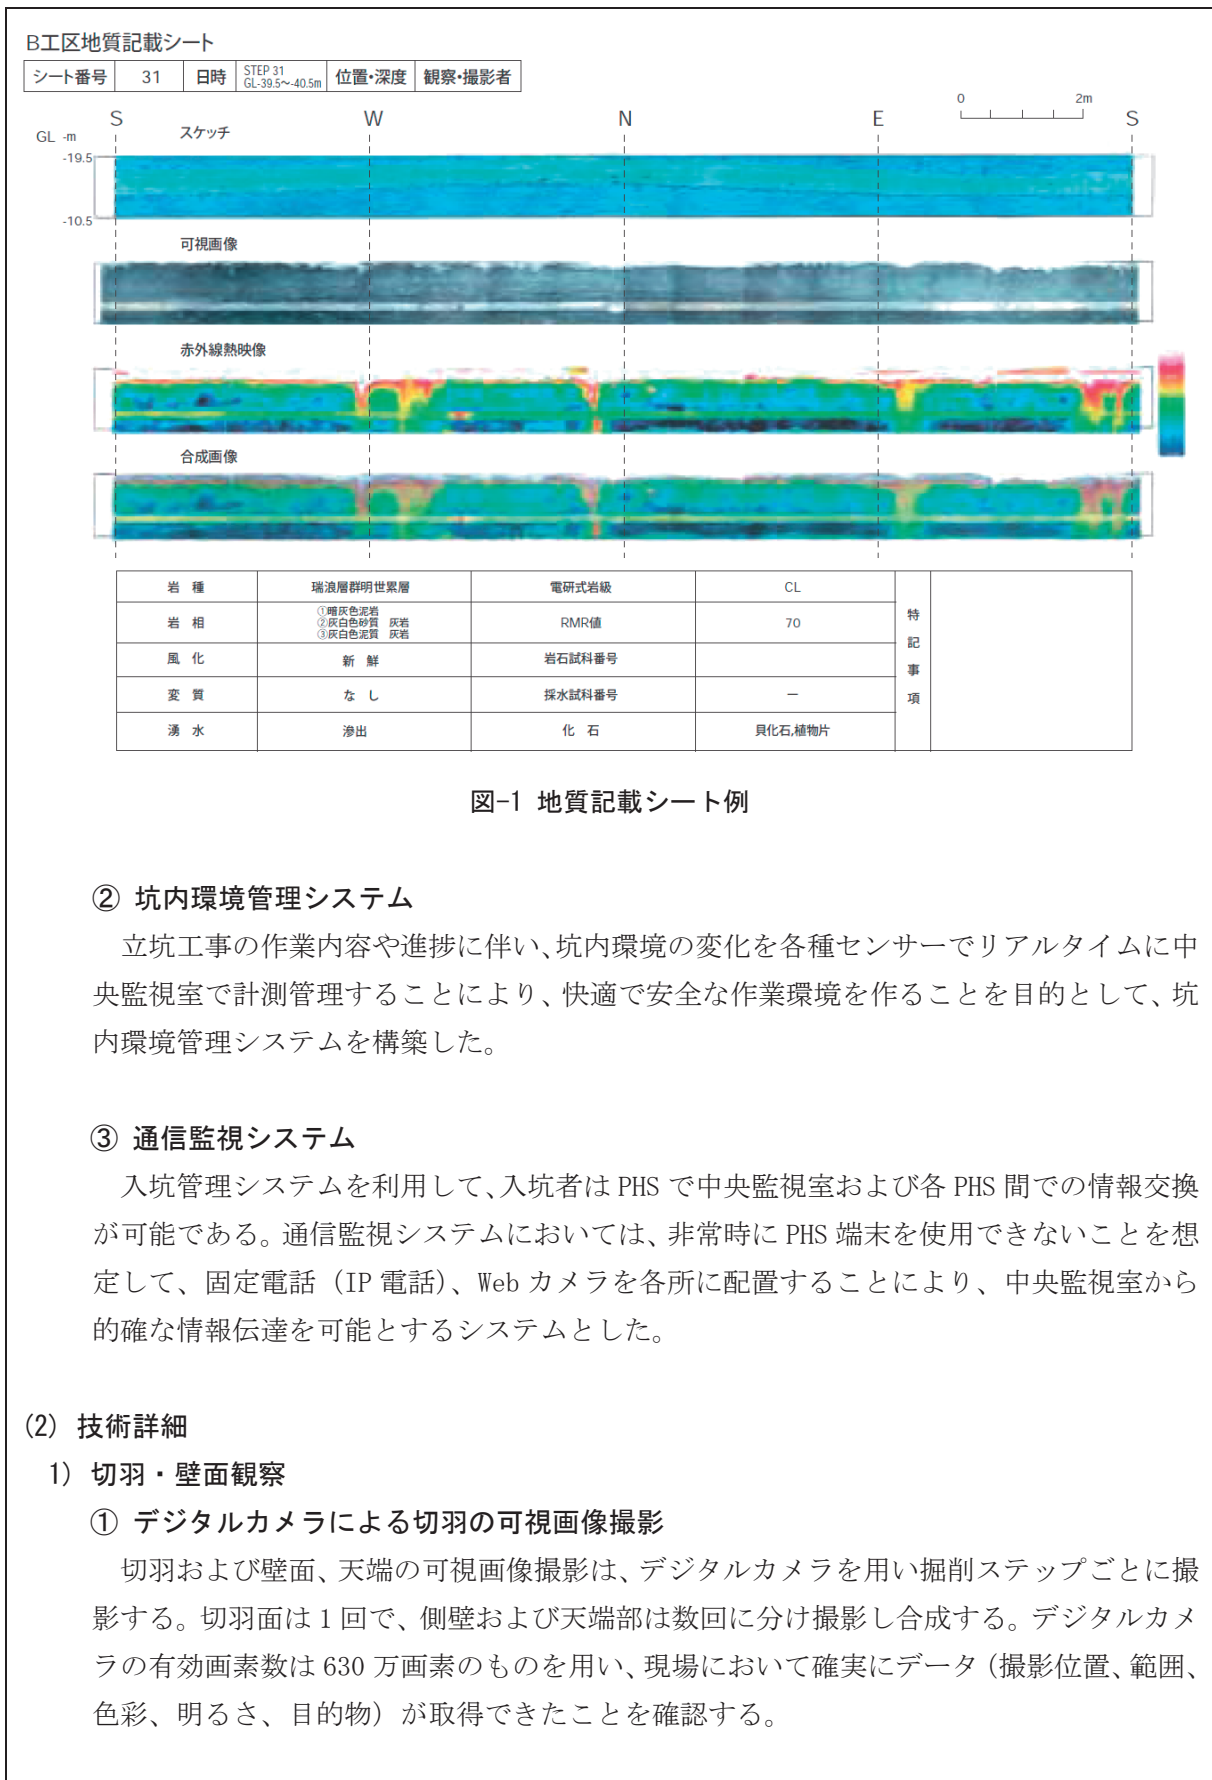 B工区地質記載シート
シート番号 31 日時 STEP 31 GL-39.5～-40.5m 位置・深度 観察・撮影者
0 2m
S W N E S
GL -m スケッチ
-19.5
-10.5
可視画像
赤外線熱映像
合成画像
岩 種 瑞浪層群明世累層 電研式岩級 CL
岩 相 ①暗灰色泥岩 ②灰白色砂質 灰岩 ③灰白色泥質 灰岩 RMR値 70
風 化 新 鮮 岩石試料番号
変 質 な し 採水試料番号 ー
湧 水 滲出 化 石 貝化石,植物片
特記事項
図-1 地質記載シート例
② 坑内環境管理システム
立坑工事の作業内容や進捗に伴い、坑内環境の変化を各種センサーでリアルタイムに中
央監視室で計測管理することにより、快適で安全な作業環境を作ることを目的として、坑
内環境管理システムを構築した。
③ 通信監視システム
入坑管理システムを利用して、入坑者は PHS で中央監視室および各 PHS 間での情報交換
が可能である。通信監視システムにおいては、非常時に PHS 端末を使用できないことを想
定して、固定電話（IP 電話）、Web カメラを各所に配置することにより、中央監視室から
的確な情報伝達を可能とするシステムとした。
(2) 技術詳細
1) 切羽・壁面観察
① デジタルカメラによる切羽の可視画像撮影
切羽および壁面、天端の可視画像撮影は、デジタルカメラを用い掘削ステップごとに撮
影する。切羽面は 1 回で、側壁および天端部は数回に分け撮影し合成する。デジタルカメ
ラの有効画素数は 630 万画素のものを用い、現場において確実にデータ（撮影位置、範囲、
色彩、明るさ、目的物）が取得できたことを確認する。